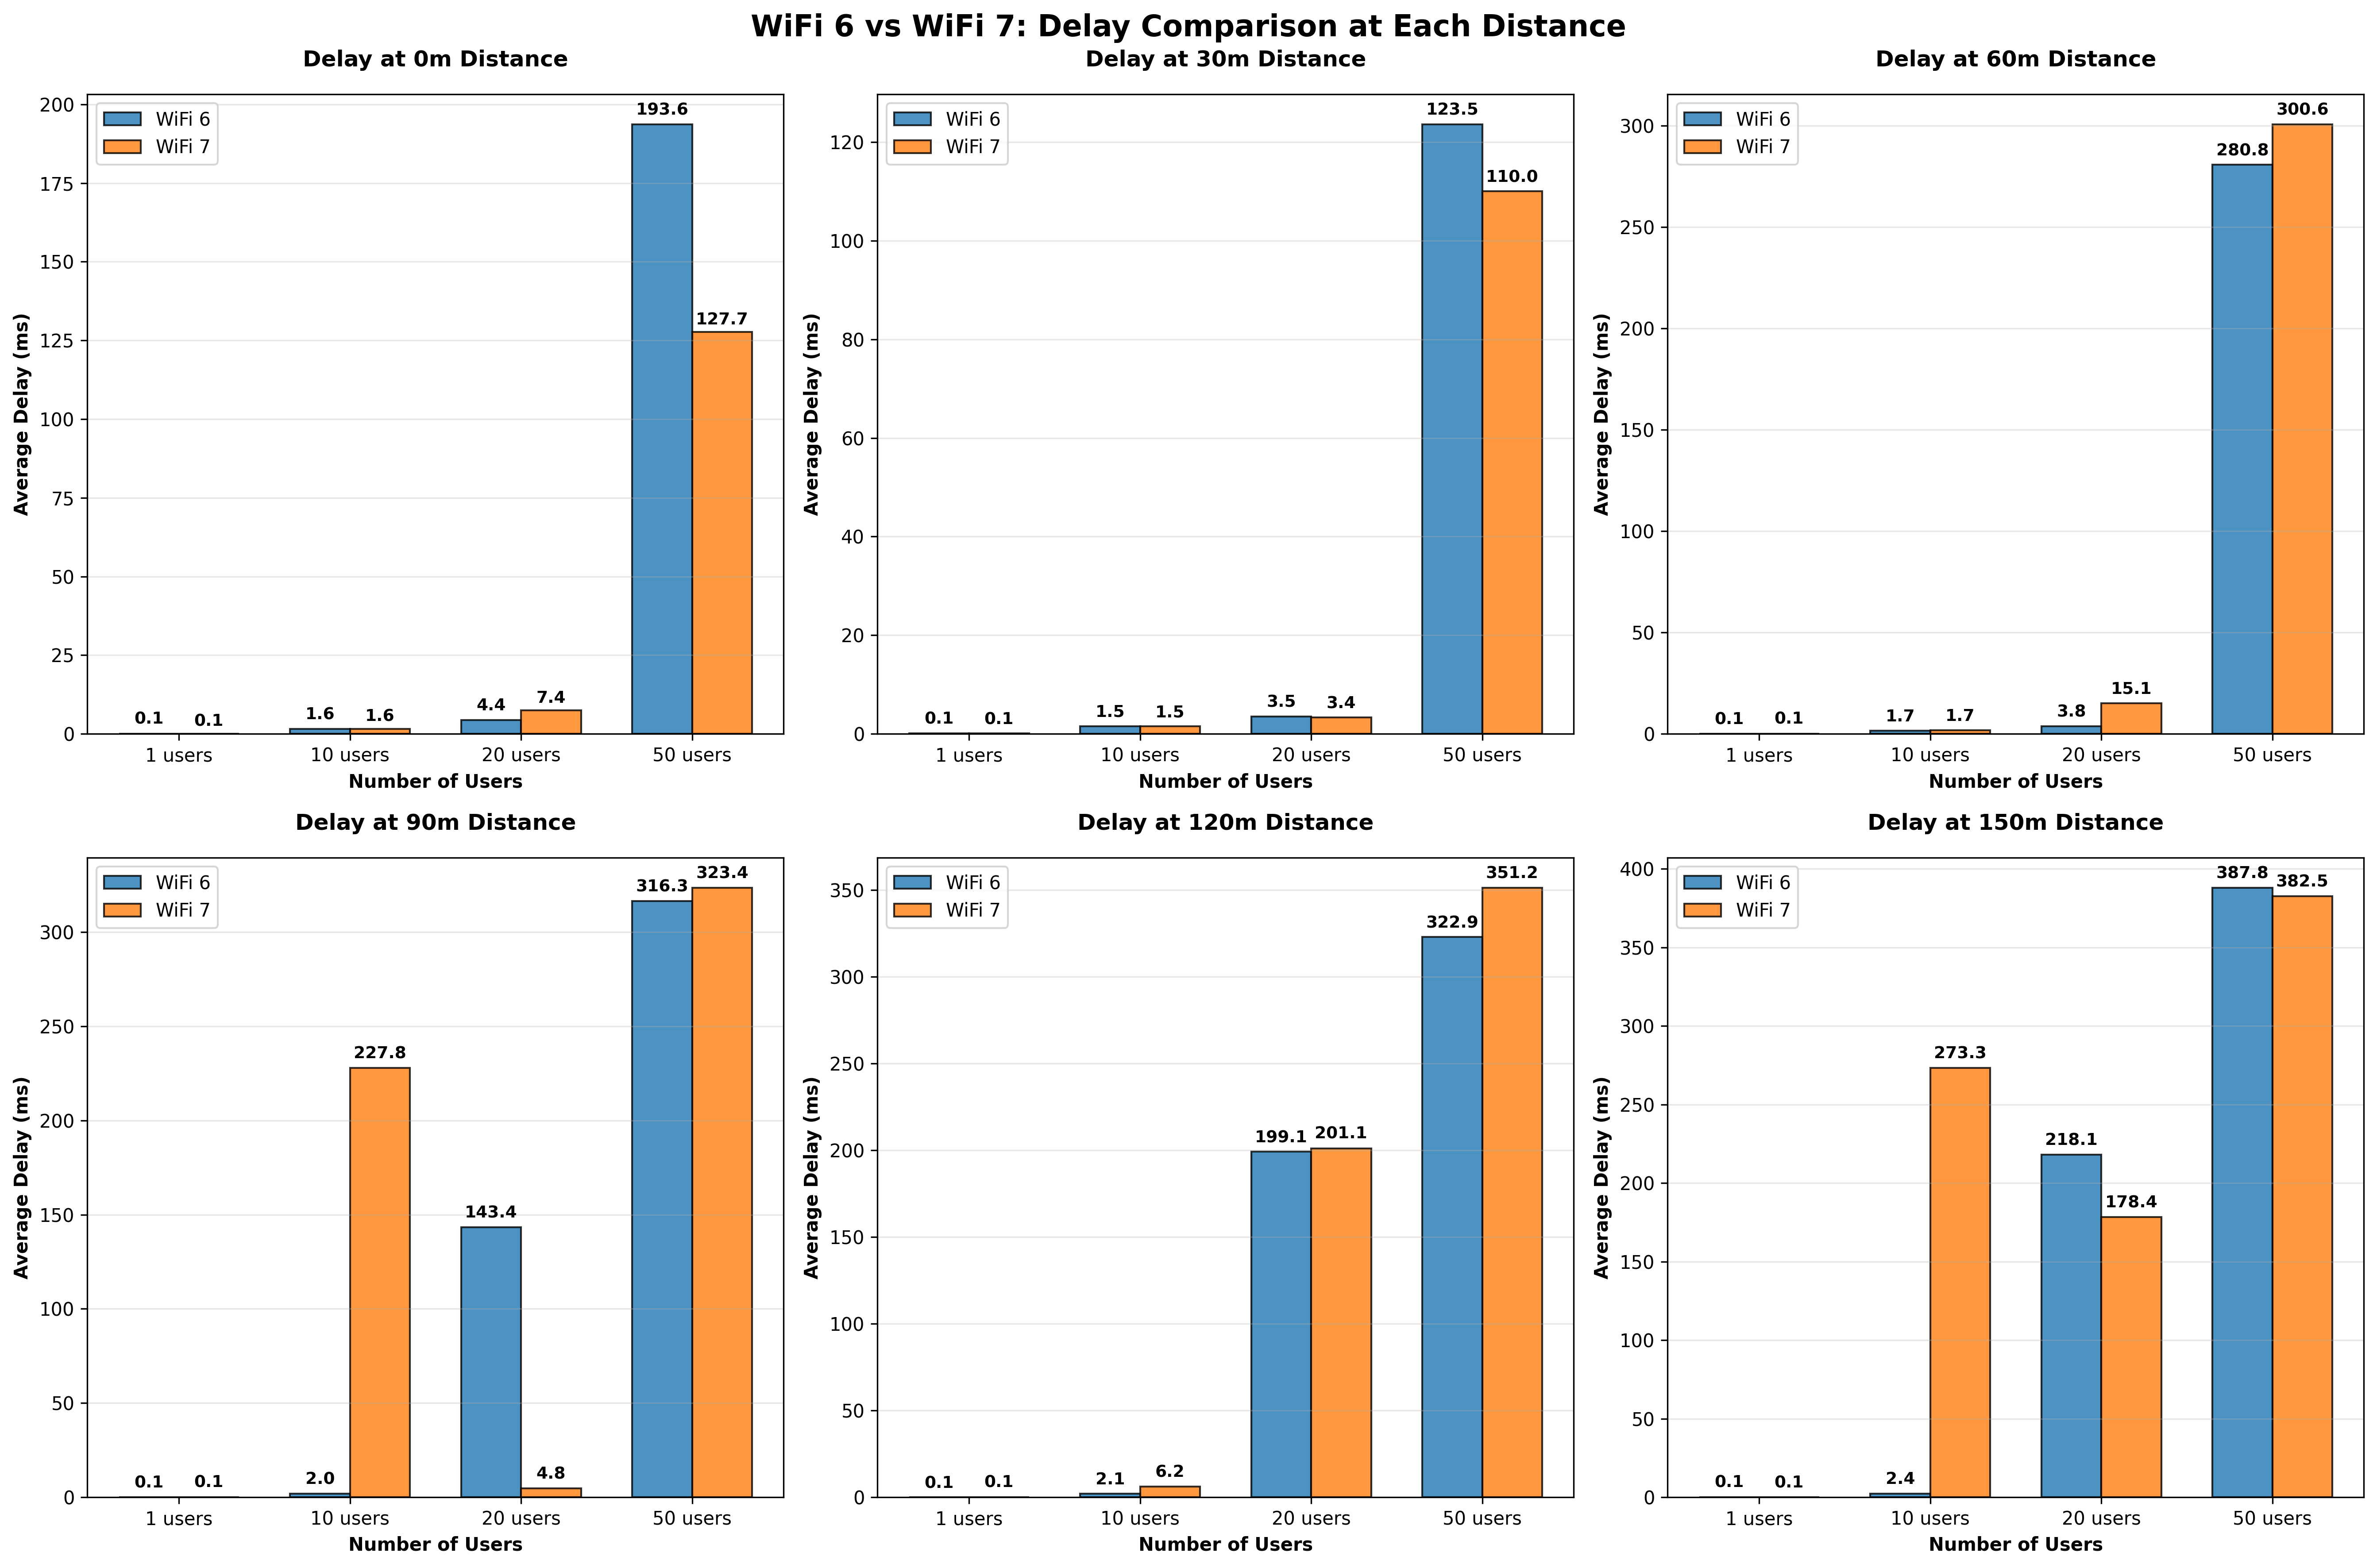 WiFi 6 vs WiFi 7: Delay Comparison at Each Distance
Delay at 0m Distance
WiFi 6
WiFi 7
Average Delay (ms)
200
175
150
125
100
75
50
25
0
0.1 0.1 1.6 1.6 4.4 7.4 193.6 127.7
1 users 10 users 20 users 50 users
Number of Users
Delay at 30m Distance
WiFi 6
WiFi 7
Average Delay (ms)
120
100
80
60
40
20
0
0.1 0.1 1.5 1.5 3.5 3.4 123.5 110.0
1 users 10 users 20 users 50 users
Number of Users
Delay at 60m Distance
WiFi 6
WiFi 7
Average Delay (ms)
300
250
200
150
100
50
0
0.1 0.1 1.7 1.7 3.8 15.1 280.8 300.6
1 users 10 users 20 users 50 users
Number of Users
Delay at 90m Distance
WiFi 6
WiFi 7
Average Delay (ms)
300
250
200
150
100
50
0
0.1 0.1 2.0 227.8 143.4 4.8 316.3 323.4
1 users 10 users 20 users 50 users
Number of Users
Delay at 120m Distance
WiFi 6
WiFi 7
Average Delay (ms)
350
300
250
200
150
100
50
0
0.1 0.1 2.1 6.2 199.1 201.1 322.9 351.2
1 users 10 users 20 users 50 users
Number of Users
Delay at 150m Distance
WiFi 6
WiFi 7
Average Delay (ms)
400
350
300
250
200
150
100
50
0
0.1 0.1 2.4 273.3 218.1 178.4 387.8 382.5
1 users 10 users 20 users 50 users
Number of Users